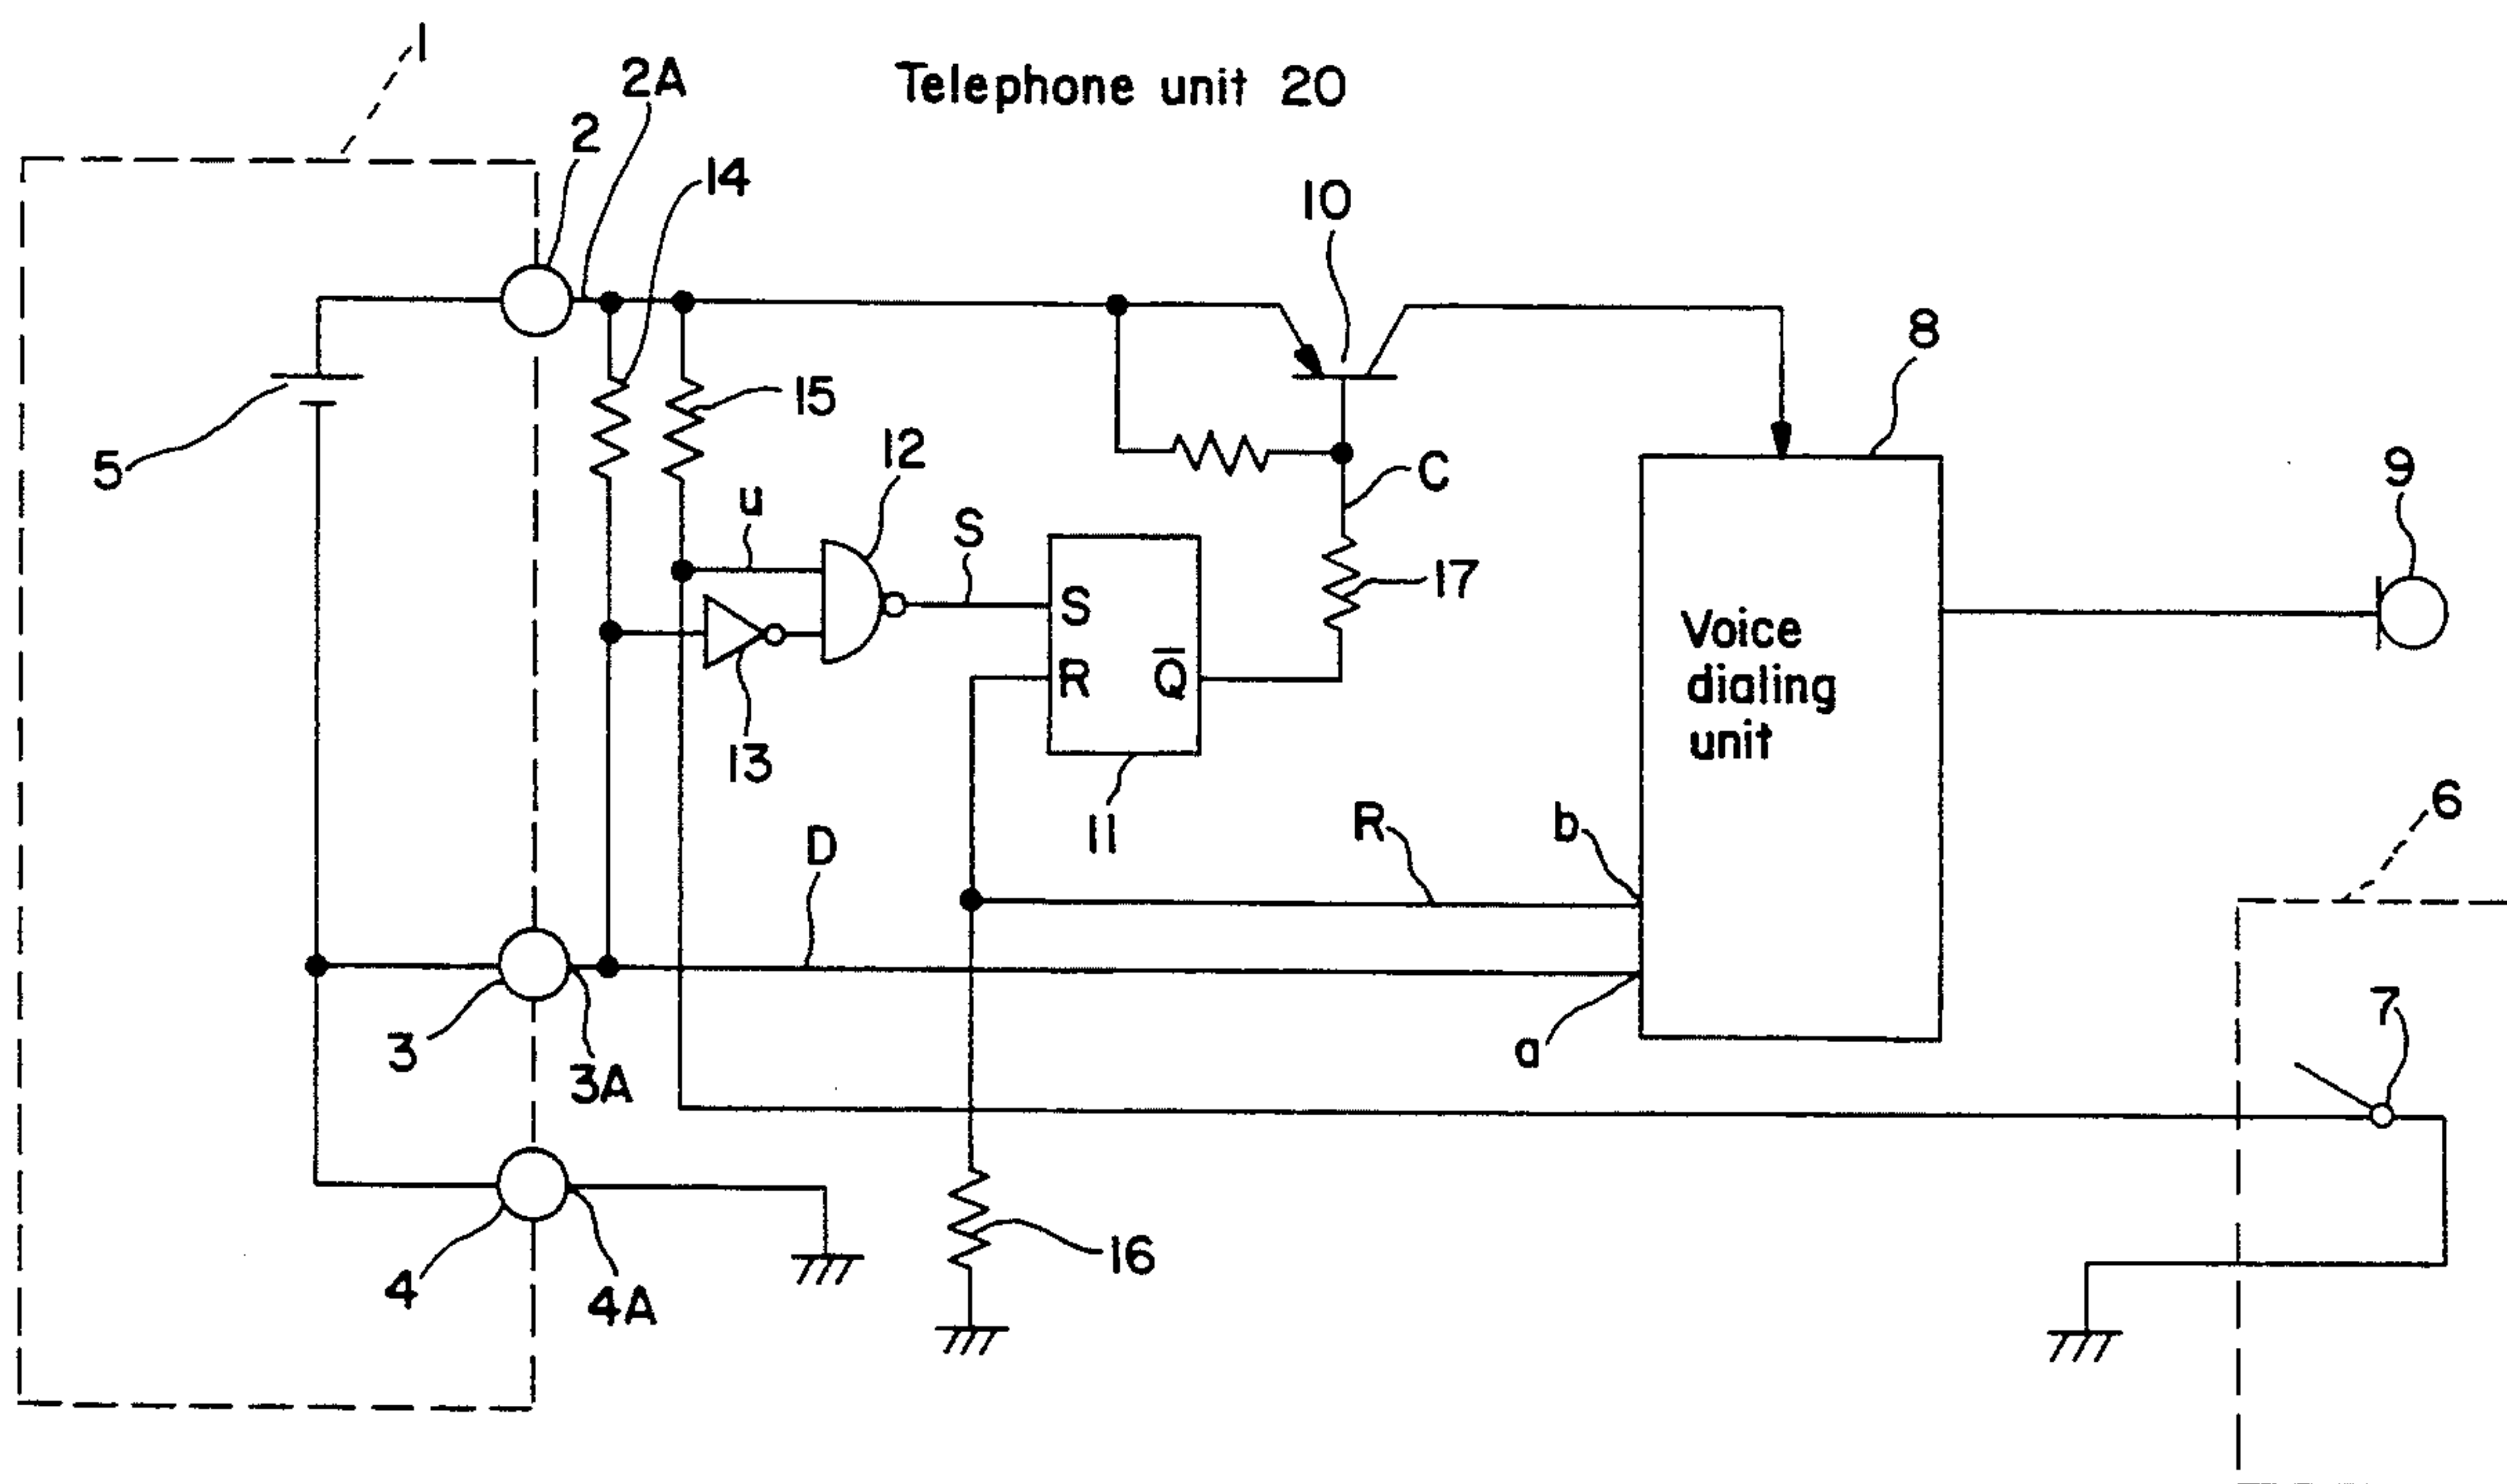 1
Telephone unit 20
2A
2
14
10
8
15
5
12
C
9
u
S
17
S
R
Q̅
Voice
dialing
unit
13
11
D
R
b
6
3
3A
a
7
4
4A
16